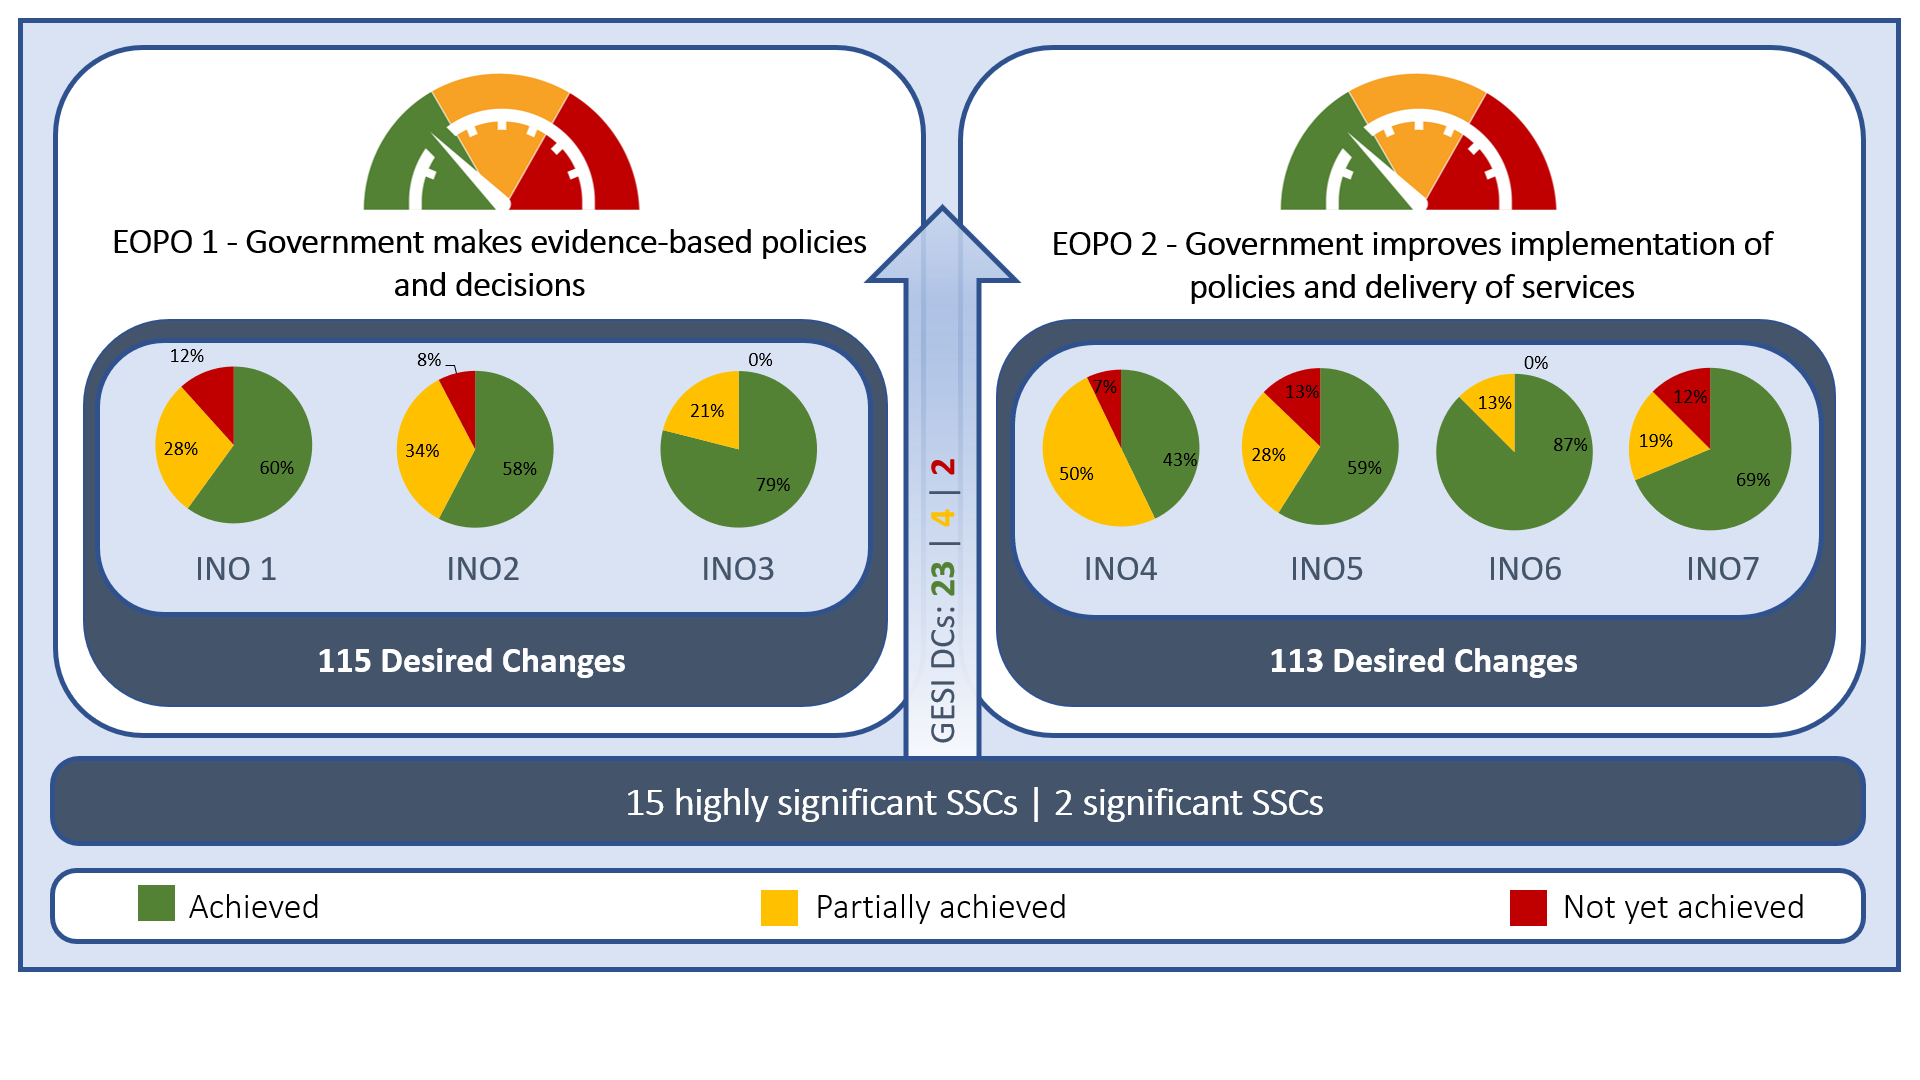 EOPO 1 - Government makes evidence-based policies
and decisions
12%
28%
60%
INO 1
8%
34%
58%
INO2
0%
21%
79%
INO3
115 Desired Changes
GESI DCs: 23 | 4 | 2
EOPO 2 - Government improves implementation of
policies and delivery of services
7%
50%
43%
INO4
13%
28%
59%
INO5
0%
13%
87%
INO6
12%
19%
69%
INO7
113 Desired Changes
15 highly significant SSCs | 2 significant SSCs
Achieved
Partially achieved
Not yet achieved